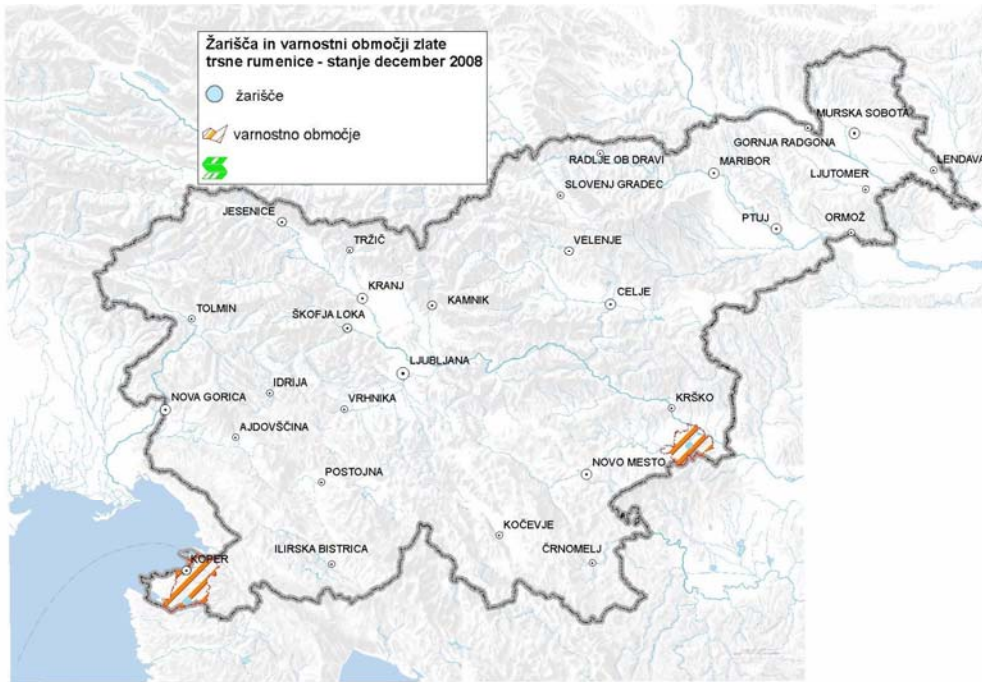 Žarišča in varnostni območji zlate
trsne rumenice - stanje december 2008
žarišče
varnostno območje
MURSKA SOBOTA
GORNJA RADGONA
RADLJE OB DRAVI
MARIBOR
LENDAVA
SLOVENJ GRADEC
LJUTOMER
JESENICE
PTUJ
ORMOŽ
TRŽIČ
VELENJE
KRANJ
CELJE
KAMNIK
TOLMIN
ŠKOFJA LOKA
LJUBLJANA
IDRIJA
NOVA GORICA
VRHNIKA
KRŠKO
AJDOVŠČINA
NOVO MESTO
POSTOJNA
KOČEVJE
ILIRSKA BISTRICA
ČRNOMELJ
KOPER